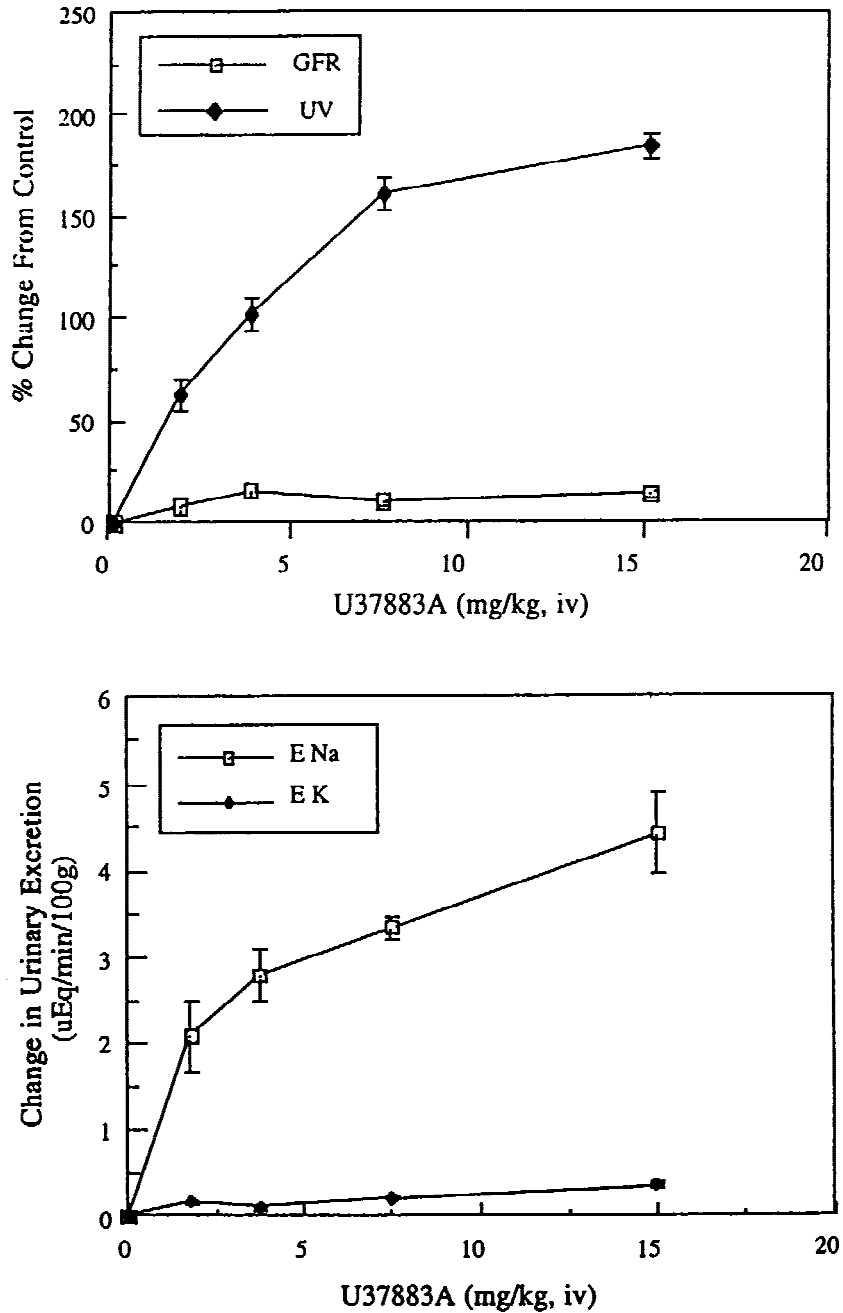 250
200
150
100
50
0
% Change From Control
GFR
UV
0 5 10 15 20
U37883A (mg/kg, iv)
6
5
4
3
2
1
0
Change in Urinary Excretion
(uEq/min/100g)
E Na
E K
0 5 10 15 20
U37883A (mg/kg, iv)